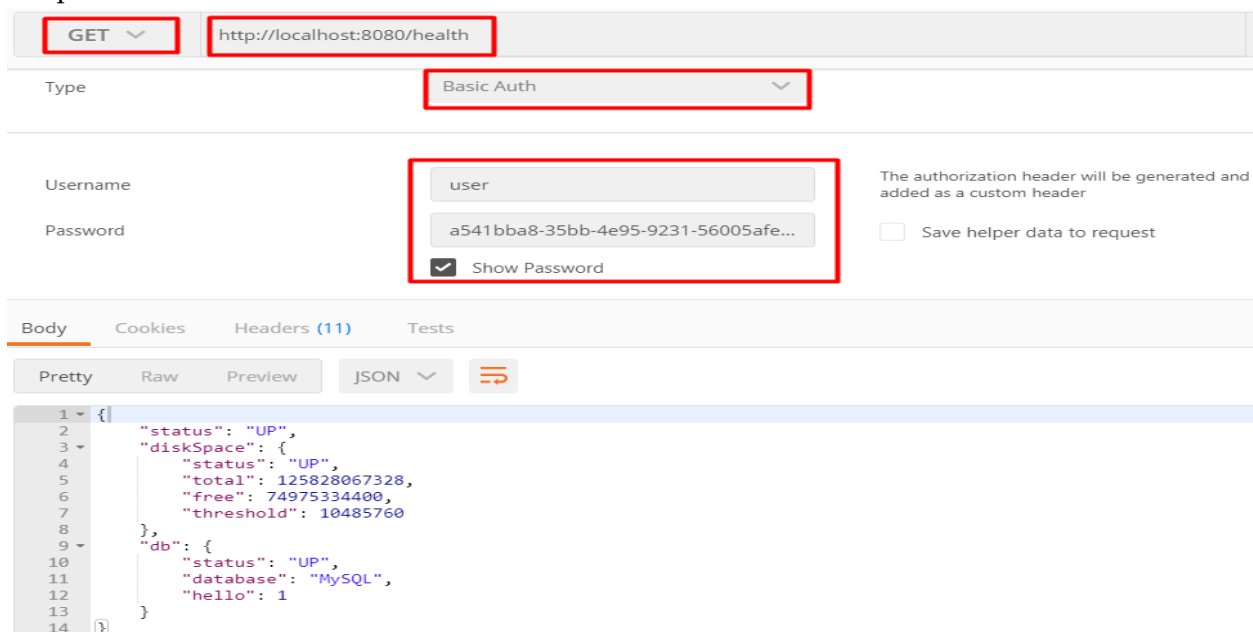 GET http://localhost:8080/health
Type Basic Auth
Username user The authorization header will be generated and
added as a custom header
Password a541bba8-35bb-4e95-9231-56005afe... Save helper data to request
Show Password
Body Cookies Headers (11) Tests
Pretty Raw Preview JSON
1 {
2 "status": "UP",
3 "diskSpace": {
4 "status": "UP",
5 "total": 125828067328,
6 "free": 74975334400,
7 "threshold": 10485760
8 },
9 "db": {
10 "status": "UP",
11 "database": "MySQL",
12 "hello": 1
13 }
14 }